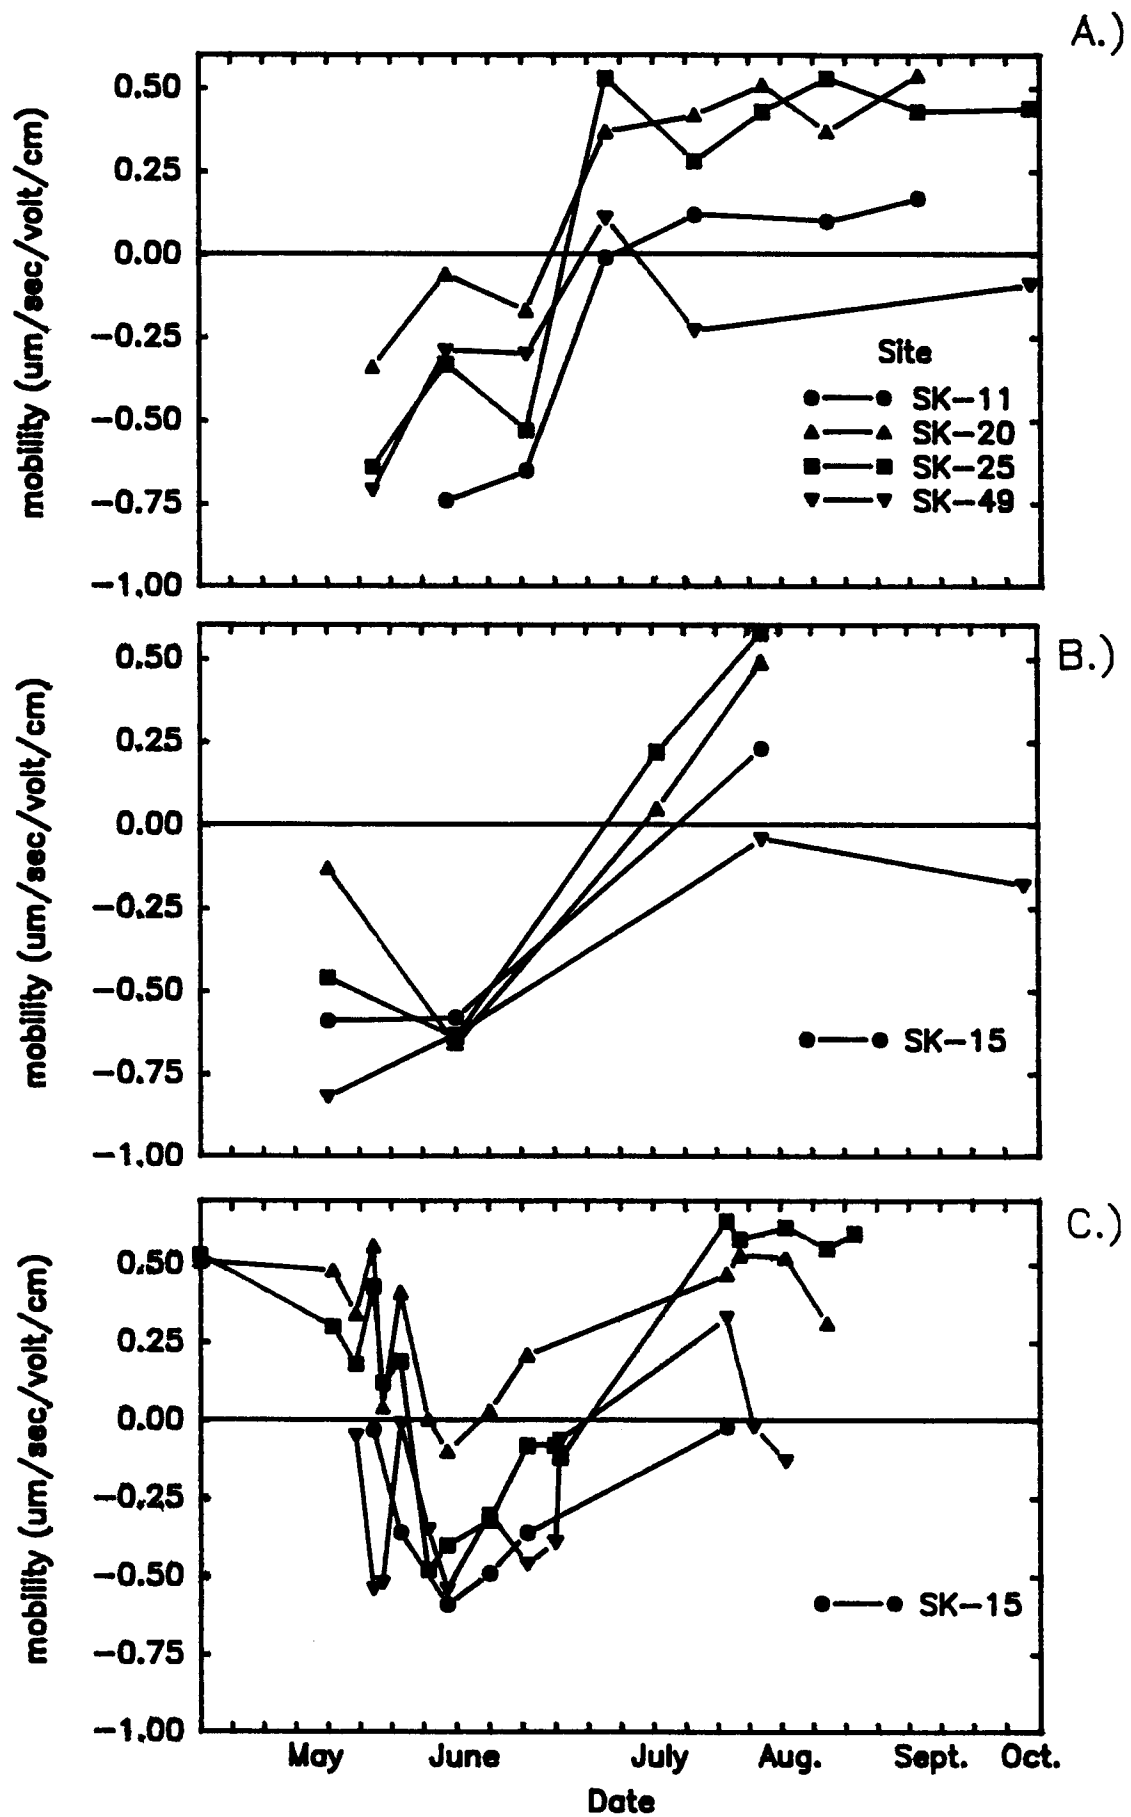 A.)
mobility (um/sec/volt/cm)
0.50
0.25
0.00
−0.25
−0.50
−0.75
−1.00
Site
SK−11
SK−20
SK−25
SK−49
B.)
mobility (um/sec/volt/cm)
0.50
0.25
0.00
−0.25
−0.50
−0.75
−1.00
SK−15
C.)
mobility (um/sec/volt/cm)
0.50
0.25
0.00
−0.25
−0.50
−0.75
−1.00
SK−15
May June July Aug. Sept. Oct.
Date